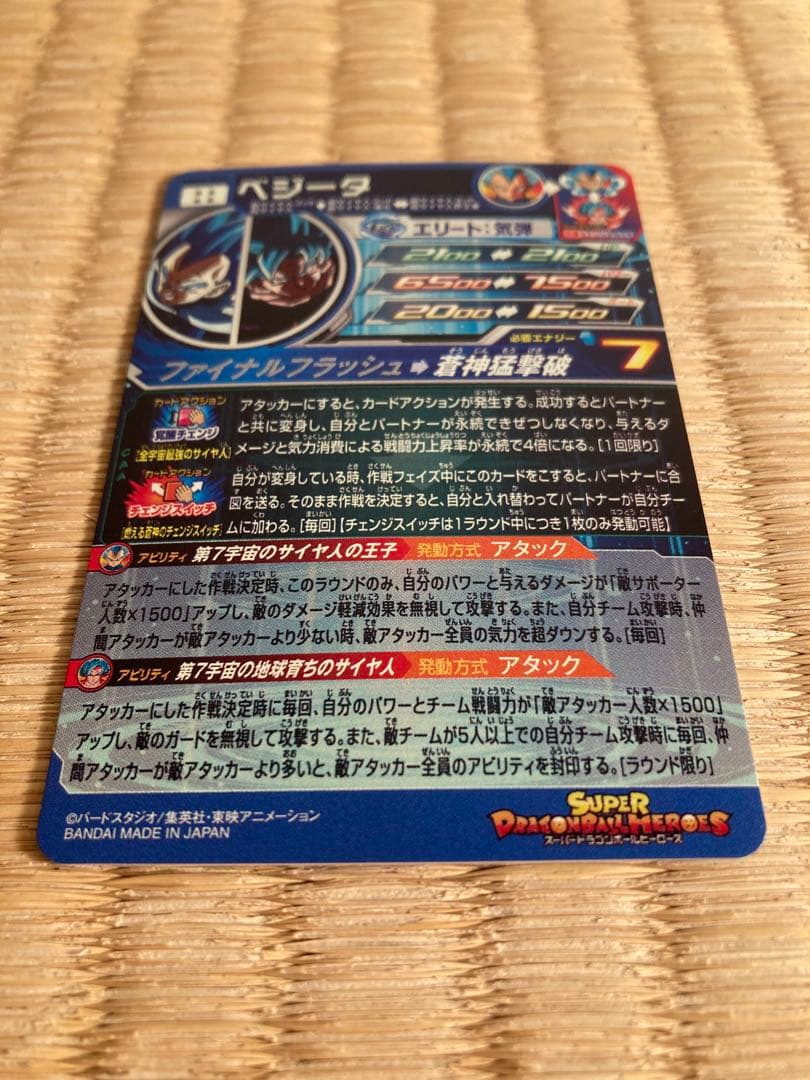 ベジータ
エリート:気弾
2100 ⇔ 2100
6500 ⇔ 7500
2000 ⇔ 1500
必要エナジー 7
ファイナルフラッシュ ➡ 蒼神猛撃破
カードアクション
覚醒チェンジ
[全宇宙最強のサイヤ人]
アタッカーにすると、カードアクションが発生する。成功するとパートナー
と共に変身し、自分とパートナーが永続できぜつしなくなり、与えるダ
メージと気力消費による戦闘力上昇率が永続で4倍になる。[1回限り]
カードアクション
チェンジスイッチ
[燃える蒼神のチェンジスイッチ]
自分が変身している時、作戦フェイズ中にこのカードをこすると、パートナーに合
図を送る。そのまま作戦を決定すると、自分と入れ替わってパートナーが自分チー
ムに加わる。[毎回]【チェンジスイッチは1ラウンド中につき1枚のみ発動可能】
CAA
アビリティ 第7宇宙のサイヤ人の王子 発動方式 アタック
アタッカーにした作戦決定時、このラウンドのみ、自分のパワーと与えるダメージが「敵サポーター
人数×1500」アップし、敵のダメージ軽減効果を無視して攻撃する。また、自分チーム攻撃時、仲
間アタッカーが敵アタッカーより少ない時、敵アタッカー全員の気力を超ダウンする。[毎回]
アビリティ 第7宇宙の地球育ちのサイヤ人 発動方式 アタック
アタッカーにした作戦決定時に毎回、自分のパワーとチーム戦闘力が「敵アタッカー人数×1500」
アップし、敵のガードを無視して攻撃する。また、敵チームが5人以上での自分チーム攻撃時に毎回、仲
間アタッカーが敵アタッカーより多いと、敵アタッカー全員のアビリティを封印する。[ラウンド限り]
©バードスタジオ/集英社・東映アニメーション
BANDAI MADE IN JAPAN
SUPER
DRAGONBALL HEROES
スーパードラゴンボールヒーローズ